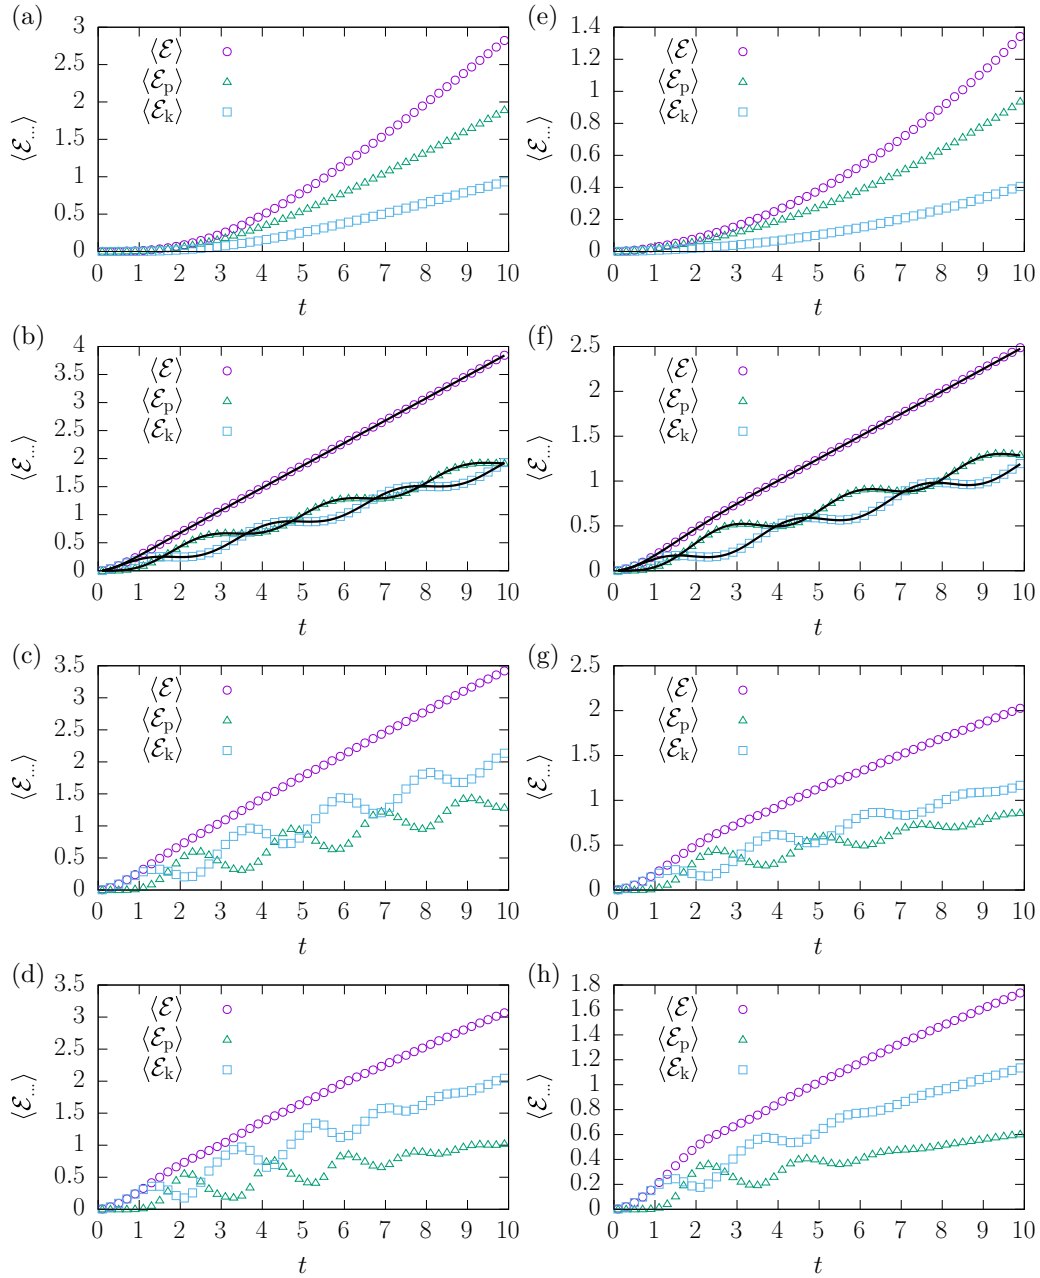 (a)
3
2.5
2
1.5
1
0.5
0
0 1 2 3 4 5 6 7 8 9 10
t
⟨ℰ...⟩
⟨ℰ⟩
⟨ℰp⟩
⟨ℰk⟩
(e)
1.4
1.2
1
0.8
0.6
0.4
0.2
0
0 1 2 3 4 5 6 7 8 9 10
t
⟨ℰ...⟩
⟨ℰ⟩
⟨ℰp⟩
⟨ℰk⟩
(b)
4
3.5
3
2.5
2
1.5
1
0.5
0
0 1 2 3 4 5 6 7 8 9 10
t
⟨ℰ...⟩
⟨ℰ⟩
⟨ℰp⟩
⟨ℰk⟩
(f)
2.5
2
1.5
1
0.5
0
0 1 2 3 4 5 6 7 8 9 10
t
⟨ℰ...⟩
⟨ℰ⟩
⟨ℰp⟩
⟨ℰk⟩
(c)
3.5
3
2.5
2
1.5
1
0.5
0
0 1 2 3 4 5 6 7 8 9 10
t
⟨ℰ...⟩
⟨ℰ⟩
⟨ℰp⟩
⟨ℰk⟩
(g)
2.5
2
1.5
1
0.5
0
0 1 2 3 4 5 6 7 8 9 10
t
⟨ℰ...⟩
⟨ℰ⟩
⟨ℰp⟩
⟨ℰk⟩
(d)
3.5
3
2.5
2
1.5
1
0.5
0
0 1 2 3 4 5 6 7 8 9 10
t
⟨ℰ...⟩
⟨ℰ⟩
⟨ℰp⟩
⟨ℰk⟩
(h)
1.8
1.6
1.4
1.2
1
0.8
0.6
0.4
0.2
0
0 1 2 3 4 5 6 7 8 9 10
t
⟨ℰ...⟩
⟨ℰ⟩
⟨ℰp⟩
⟨ℰk⟩